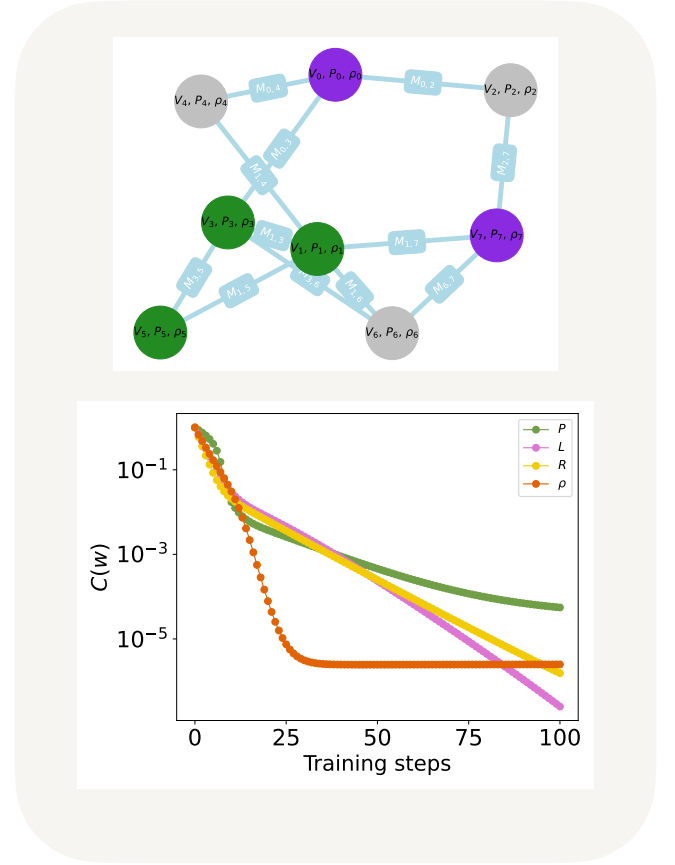 V₀, P₀, ρ₀
M₀,₄
M₀,₂
V₄, P₄, ρ₄
V₂, P₂, ρ₂
M₀,₃
M₁,₄
M₂,₇
V₃, P₃, ρ₃
M₁,₃
V₁, P₁, ρ₁
M₁,₇
V₇, P₇, ρ₇
M₃,₅
M₃,₆
M₁,₅
M₁,₆
M₆,₇
V₅, P₅, ρ₅
V₆, P₆, ρ₆
P
L
R
ρ
10⁻¹
10⁻³
10⁻⁵
C(w)
0 25 50 75 100
Training steps